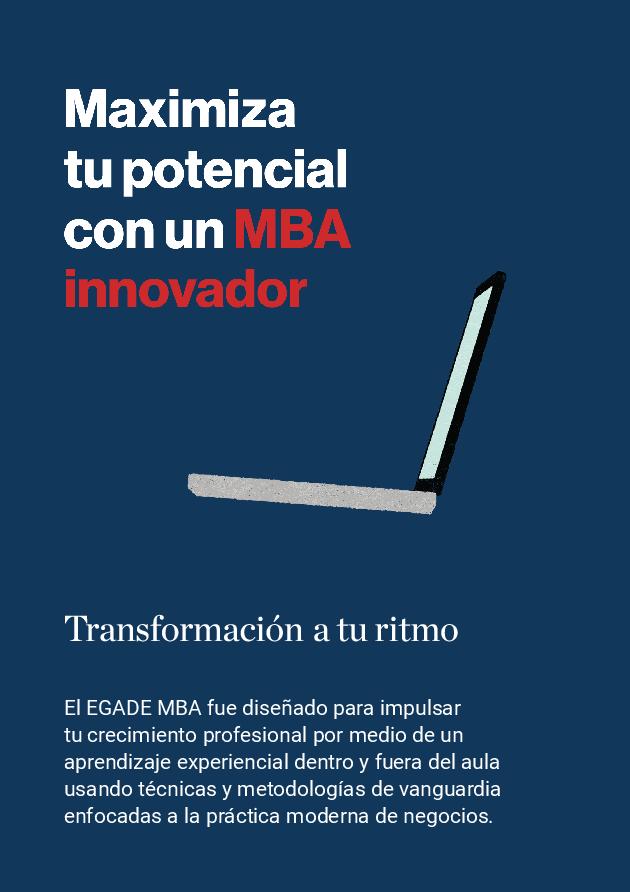 Maximiza
tu potencial
con un MBA
innovador
Transformación a tu ritmo
El EGADE MBA fue diseñado para impulsar
tu crecimiento profesional por medio de un
aprendizaje experiencial dentro y fuera del aula
usando técnicas y metodologías de vanguardia
enfocadas a la práctica moderna de negocios.